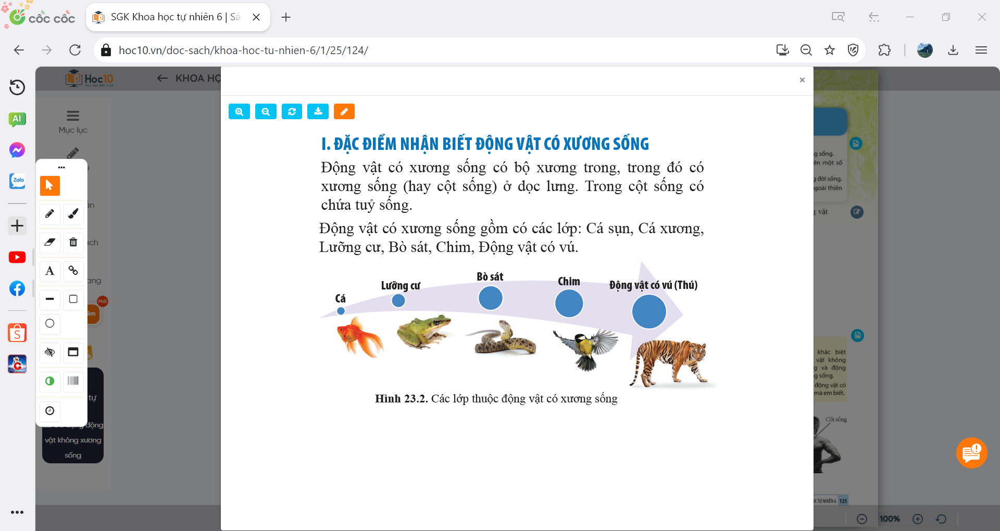 cốc cốc
SGK Khoa học tự nhiên 6 | Sá
hoc10.vn/doc-sach/khoa-hoc-tu-nhien-6/1/25/124/
Hoc10
KHOA HỌ
AI
Mục lục
Zalo
I. ĐẶC ĐIỂM NHẬN BIẾT ĐỘNG VẬT CÓ XƯƠNG SỐNG
Động vật có xương sống có bộ xương trong, trong đó có
xương sống (hay cột sống) ở dọc lưng. Trong cột sống có
chứa tuỷ sống.
Động vật có xương sống gồm có các lớp: Cá sụn, Cá xương,
Lưỡng cư, Bò sát, Chim, Động vật có vú.
Cá
Lưỡng cư
Bò sát
Chim
Động vật có vú (Thú)
Hình 23.2. Các lớp thuộc động vật có xương sống
A
ach
ang
Mới
tự
động
vật không xương
sống
g sống.
ên một số
g đời sống.
goài thiên
g vật
khác biệt
vật không
g và động
g sống.
động vật có
mà em biết.
Cột sống
ỌC TỰ NHIÊN 6 125
100%